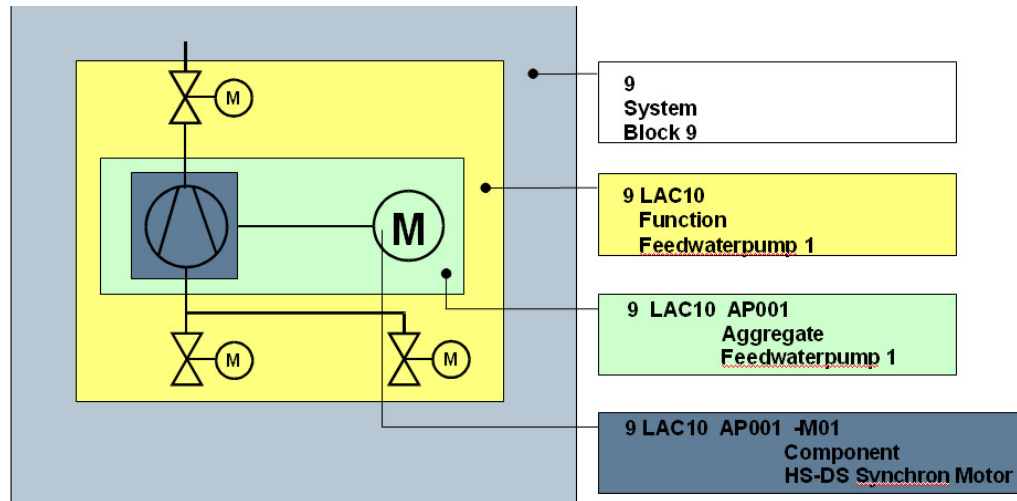 M
9
System
Block 9
9 LAC10
Function
Feedwaterpump 1
M
9 LAC10 AP001
Aggregate
Feedwaterpump 1
M
M
9 LAC10 AP001 -M01
Component
HS-DS Synchron Motor